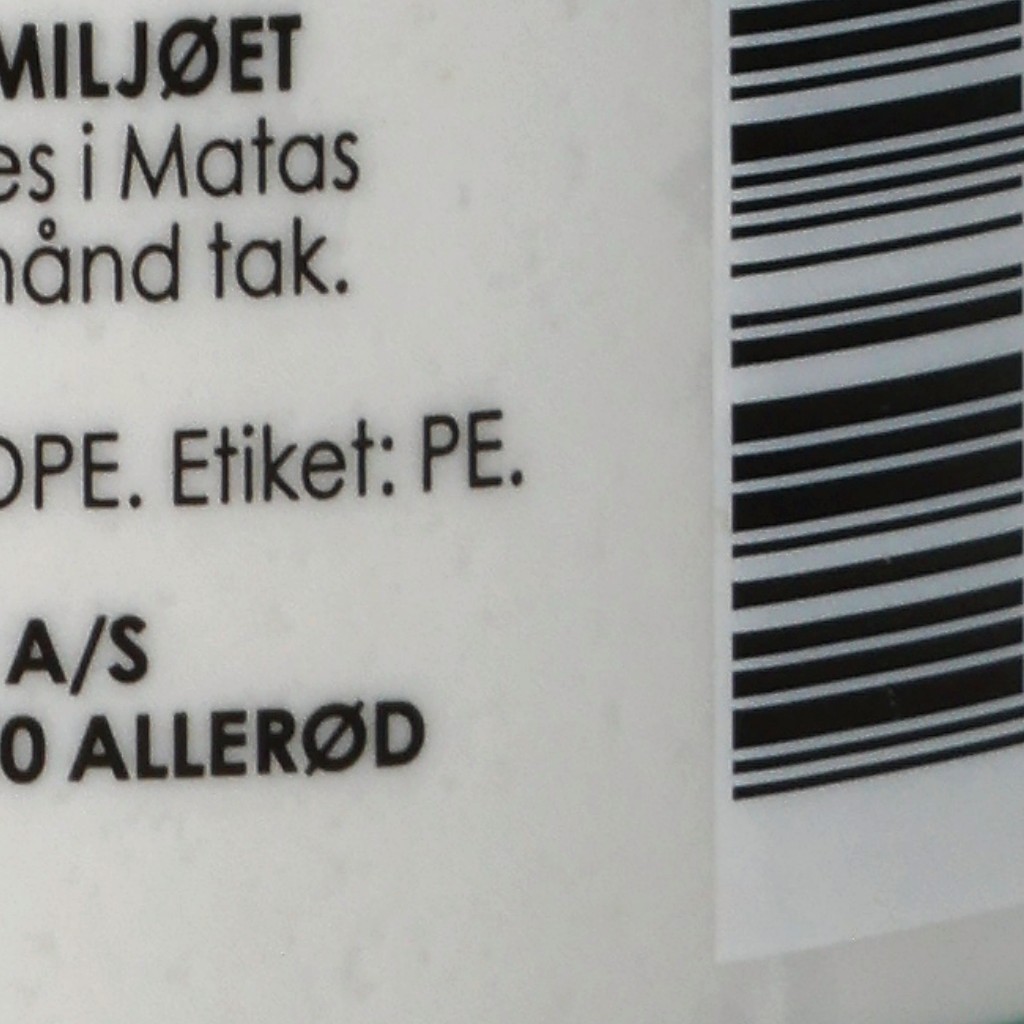 MILJØET
es i Matas
hånd tak.
DPE. Etiket: PE.
A/S
0 ALLERØD